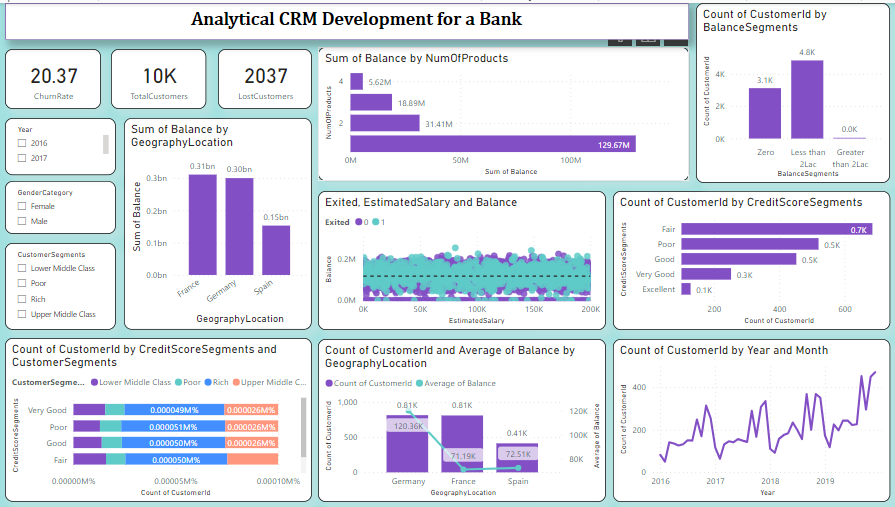 Analytical CRM Development for a Bank
20.37
ChurnRate
10K
TotalCustomers
2037
LostCustomers
Year
2016
2017
GenderCategory
Female
Male
CustomerSegments
Lower Middle Class
Poor
Rich
Upper Middle Class
Sum of Balance by
GeographyLocation
Sum of Balance
0.3bn
0.2bn
0.1bn
0.0bn
0.31bn
0.30bn
0.15bn
France
Germany
Spain
GeographyLocation
Sum of Balance by NumOfProducts
NumOfProducts
4
2
5.62M
18.89M
31.41M
129.67M
0M
50M
100M
Sum of Balance
Count of CustomerId by
BalanceSegments
Count of CustomerId
4K
2K
0K
3.1K
4.8K
0.0K
Zero
Less than
2Lac
Greater
than 2Lac
BalanceSegments
Exited, EstimatedSalary and Balance
Exited 0 1
Balance
0.2M
0.0M
0K
50K
100K
150K
200K
EstimatedSalary
Count of CustomerId by CreditScoreSegments
CreditScoreSegments
Fair 0.7K
Poor 0.5K
Good 0.5K
Very Good 0.3K
Excellent 0.1K
200
400
600
Count of CustomerId
Count of CustomerId by CreditScoreSegments and
CustomerSegments
CustomerSegme... Lower Middle Class Poor Rich Upper Middle C...
CreditScoreSegments
Very Good 0.000049M% 0.000026M%
Poor 0.000051M% 0.000026M%
Good 0.000050M% 0.000026M%
Fair 0.000050M%
0.00000M%
0.00005M%
0.00010M%
Count of CustomerId
Count of CustomerId and Average of Balance by
GeographyLocation
Count of CustomerId Average of Balance
Count of CustomerId
1,000
500
0
0.81K
0.81K
0.41K
120.36K
71.19K
72.51K
120K
100K
80K
Average of Balance
Germany
France
Spain
GeographyLocation
Count of CustomerId by Year and Month
Count of CustomerId
400
200
0
2016
2017
2018
2019
Year